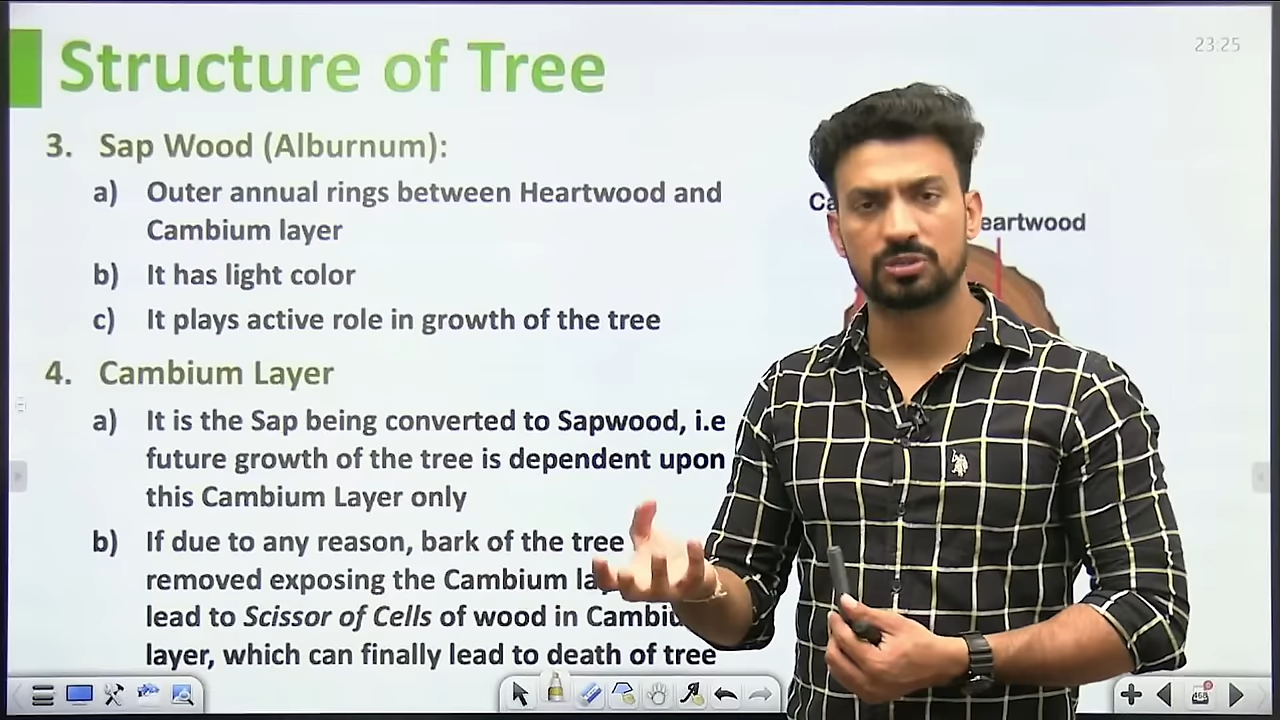 Structure of Tree
23:25
3. Sap Wood (Alburnum):
a) Outer annual rings between Heartwood and
Cambium layer
b) It has light color
c) It plays active role in growth of the tree
4. Cambium Layer
a) It is the Sap being converted to Sapwood, i.e
future growth of the tree is dependent upon
this Cambium Layer only
b) If due to any reason, bark of the tree
removed exposing the Cambium
lead to Scissor of Cells of wood in
layer, which can finally lead to death of tree
eartwood